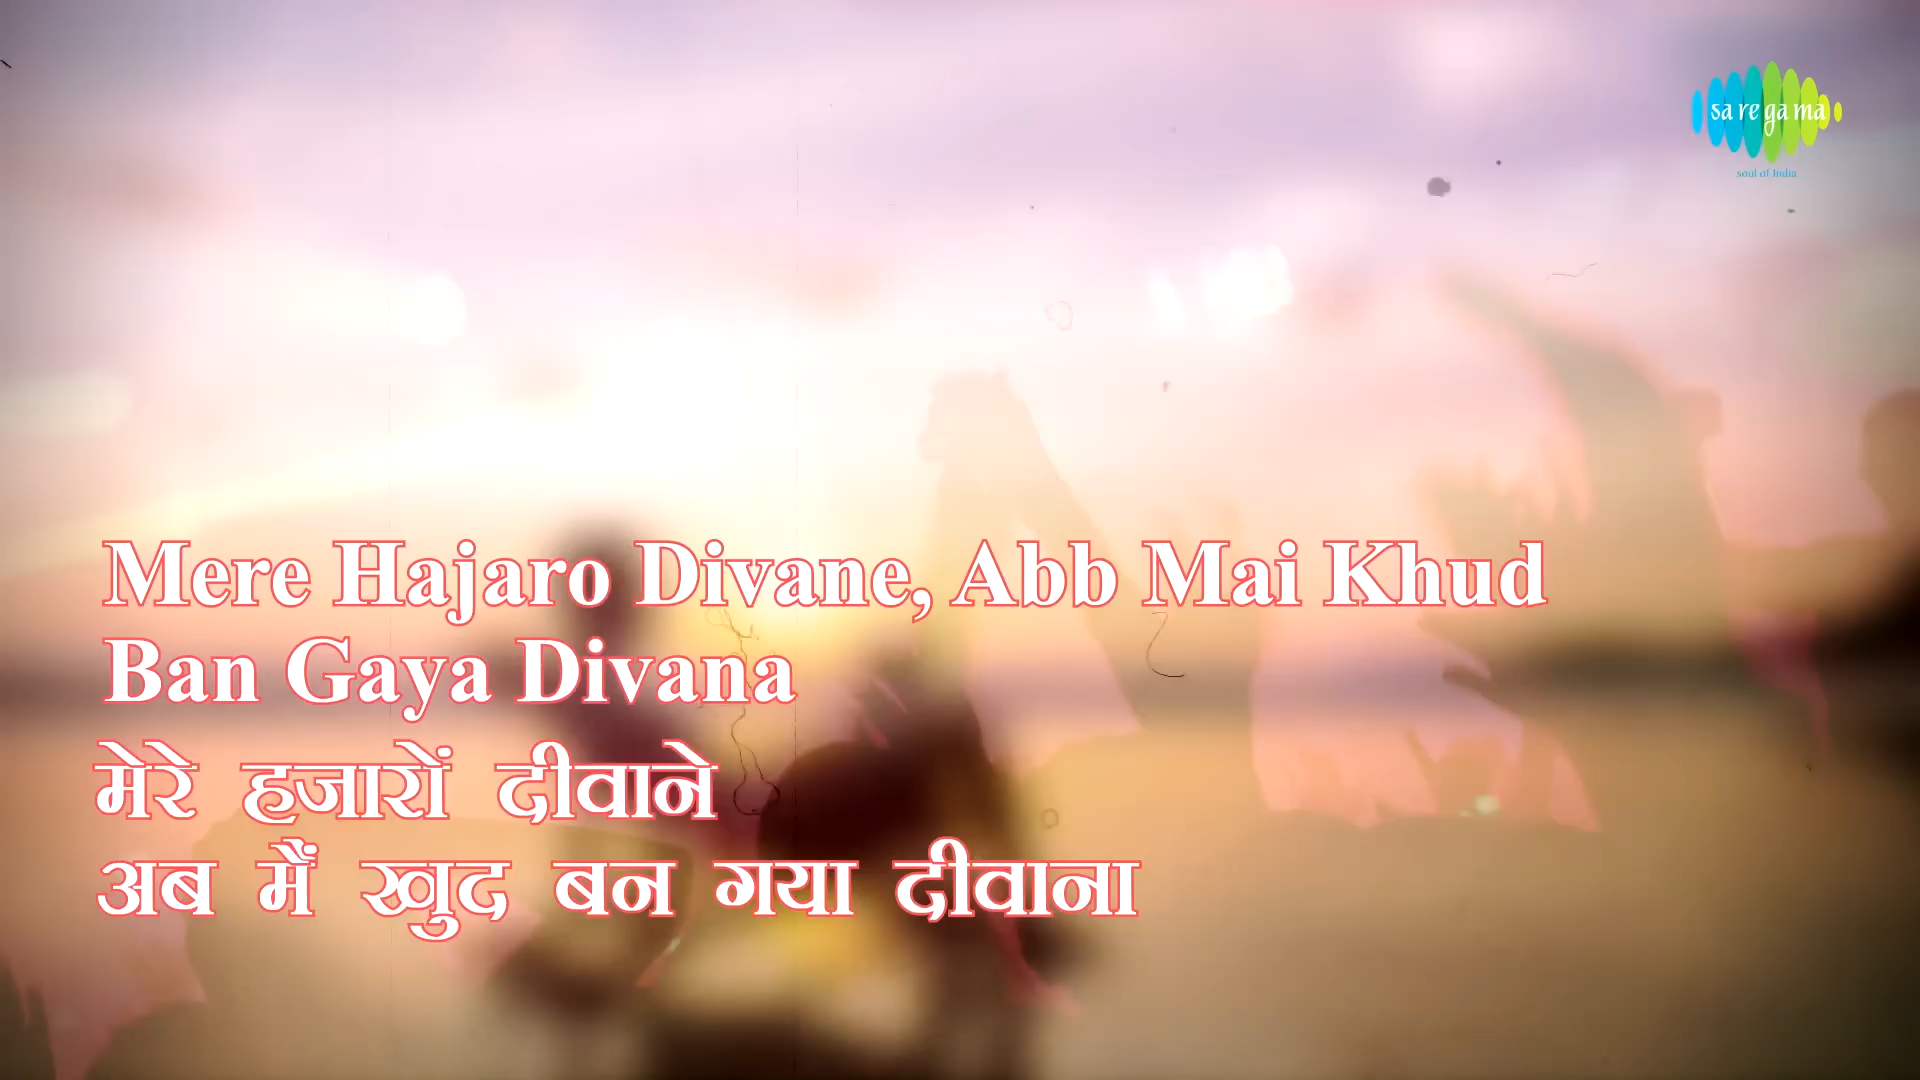 sa re ga ma
soul of India
Mere Hajaro Divane, Abb Mai Khud
Ban Gaya Divana
मेरे हजारों दीवाने
अब मैं खुद बन गया दीवाना